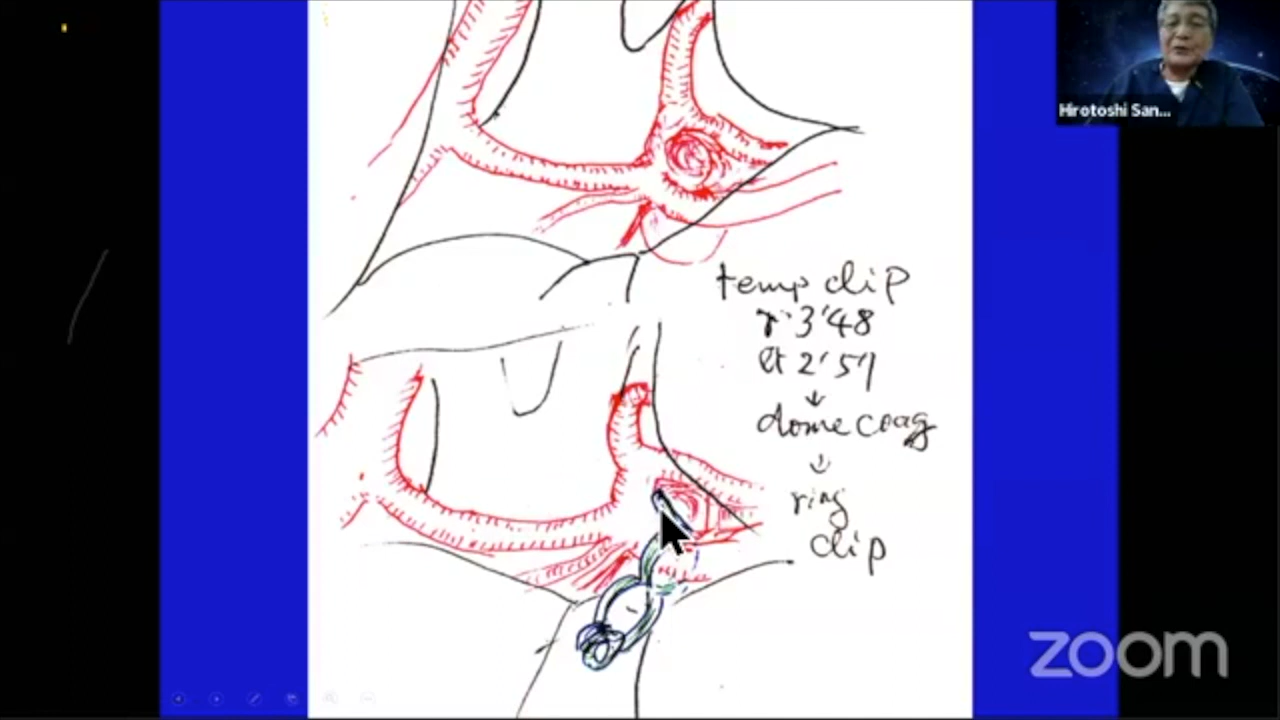 Hirotoshi San...
temp clip
r 3'48
lt 2'57
↓
dome coag
↓
ring
clip
zoom